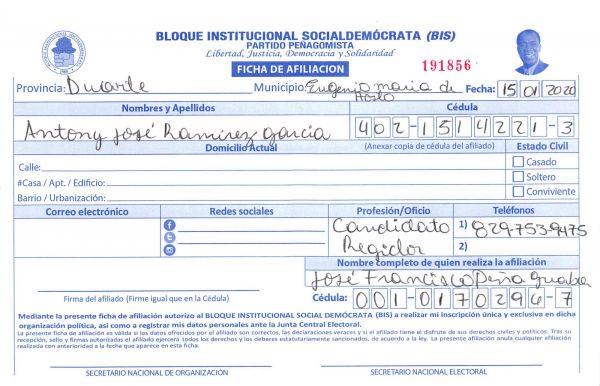 BLOQUE INSTITUCIONAL SOCIALDEMÓCRATA (BIS)
PARTIDO PEÑAGOMISTA
Libertad, Justicia, Democracia y Solidaridad
FICHA DE AFILIACION 191856
Provincia: Duarte Municipio: Eugenio maria de Hosto Fecha: 15 01 2020
Nombres y Apellidos Cédula
Antony José Ramirez García 402-1514221-3
Domicilio Actual (Anexar copia de cédula del afiliado) Estado Civil
Calle: Casado
#Casa / Apt. / Edificio: Soltero
Barrio / Urbanización: Conviviente
Correo electrónico Redes sociales Profesión/Oficio Teléfonos
Candidato 1) 829-753-9475
Regidor 2)
Nombre completo de quien realiza la afiliación
José Francisco Peña Guaba
Firma del afiliado (Firme igual que en la Cédula) Cédula: 001-0170296-7
Mediante la presente ficha de afiliación autorizo al BLOQUE INSTITUCIONAL SOCIAL DEMÓCRATA (BIS) a realizar mi inscripción única y exclusiva en dicha
organización política, así como a registrar mis datos personales ante la Junta Central Electoral.
La presente ficha de afiliación es válida si los datos ofrecidos por el afiliado son correctos, las declaraciones veraces y si el afiliado tiene el disfrute de sus derechos civiles y políticos. Tras su
recepción, sello y firmas autorizadas el afiliado ejercerá todos los derechos y los deberes estatutariamente sancionados, de acuerdo a la ley. La presente afiliación anula cualquier afiliación
realizada con anterioridad a la fecha que aparece en esta ficha.
SECRETARIO NACIONAL DE ORGANIZACIÓN SECRETARIO NACIONAL ELECTORAL